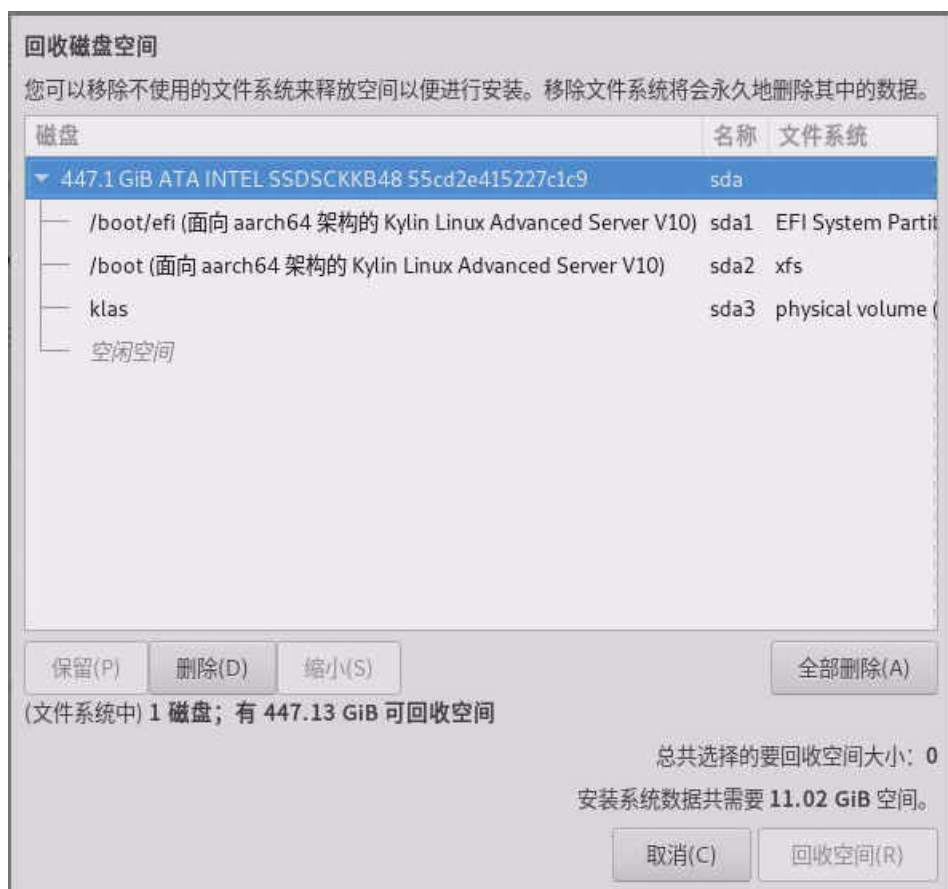 回收磁盘空间
您可以移除不使用的文件系统来释放空间以便进行安装。移除文件系统将会永久地删除其中的数据。
磁盘 名称 文件系统
447.1 GiB ATA INTEL SSDSCKKB48 55cd2e415227c1c9 sda
/boot/efi (面向 aarch64 架构的 Kylin Linux Advanced Server V10) sda1 EFI System Partit
/boot (面向 aarch64 架构的 Kylin Linux Advanced Server V10) sda2 xfs
klas sda3 physical volume (
空闲空间
保留(P) 删除(D) 缩小(S) 全部删除(A)
(文件系统中) 1 磁盘；有 447.13 GiB 可回收空间
总共选择的要回收空间大小：0
安装系统数据共需要 11.02 GiB 空间。
取消(C) 回收空间(R)